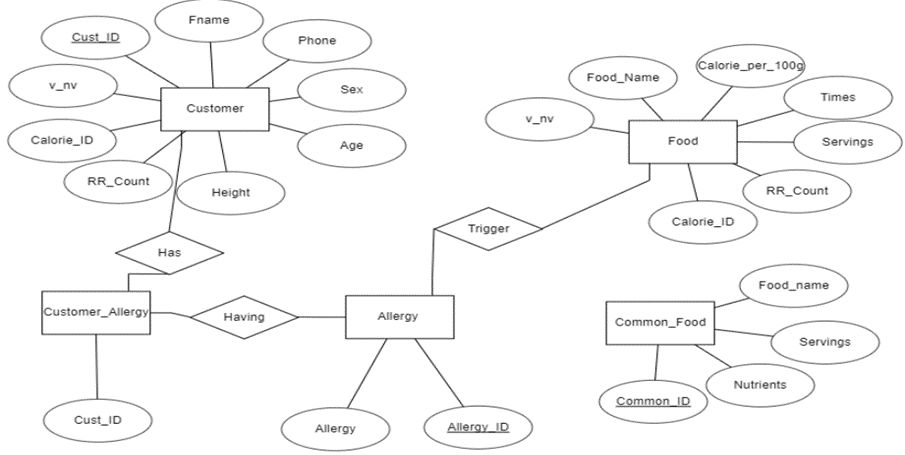 Fname
Cust_ID
Phone
v_nv
Sex
Customer
Calorie_ID
Age
RR_Count
Height
Has
Customer_Allergy
Having
Allergy
Cust_ID
Allergy
Allergy_ID
Trigger
Calorie_per_100g
Food_Name
Times
v_nv
Food
Servings
RR_Count
Calorie_ID
Food_name
Common_Food
Servings
Nutrients
Common_ID